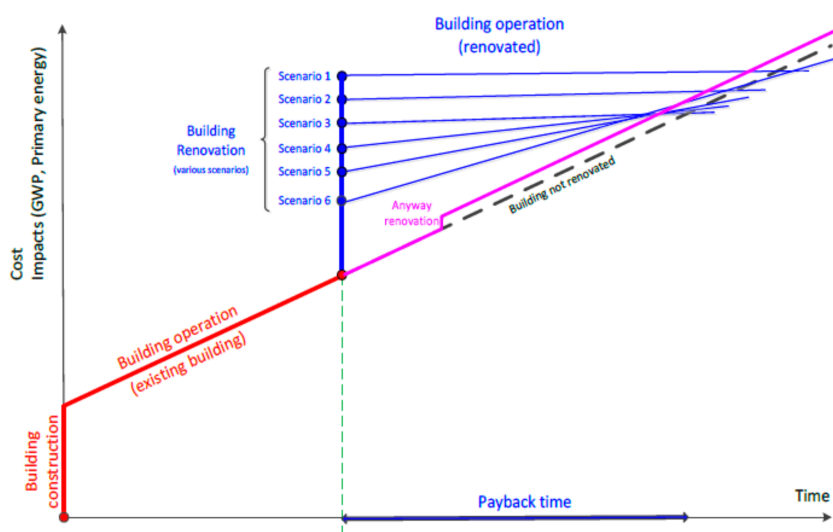 Building operation
(renovated)
Scenario 1
Scenario 2
Scenario 3
Scenario 4
Scenario 5
Scenario 6
Building
Renovation
(various scenarios)
Anyway
renovation
Building not renovated
Cost
Impacts (GWP, Primary energy)
Building operation
(existing building)
Building
construction
Payback time
Time